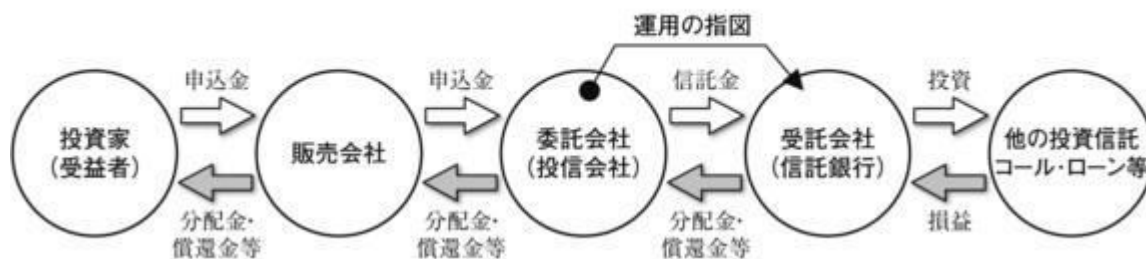 運用の指図
申込金
申込金
信託金
投資
投資家
(受益者)
販売会社
委託会社
(投信会社)
受託会社
(信託銀行)
他の投資信託
コール・ローン等
分配金・
償還金等
分配金・
償還金等
分配金・
償還金等
損益